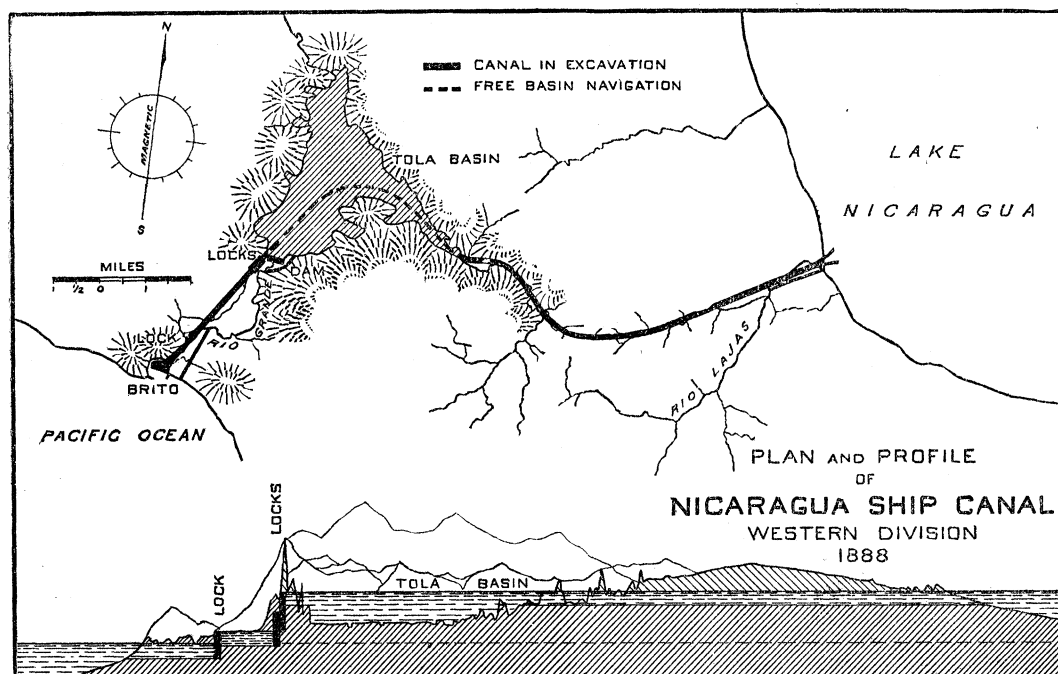 N
MAGNETIC
S
CANAL IN EXCAVATION
FREE BASIN NAVIGATION
TOLA BASIN
LAKE
NICARAGUA
LOCKS
DAM
MILES
1 ½ 0 1
RIO GRANDE
LOCK
BRITO
PACIFIC OCEAN
RIO LAJAS
PLAN AND PROFILE
OF
NICARAGUA SHIP CANAL
WESTERN DIVISION
1888
LOCKS
LOCK
TOLA BASIN